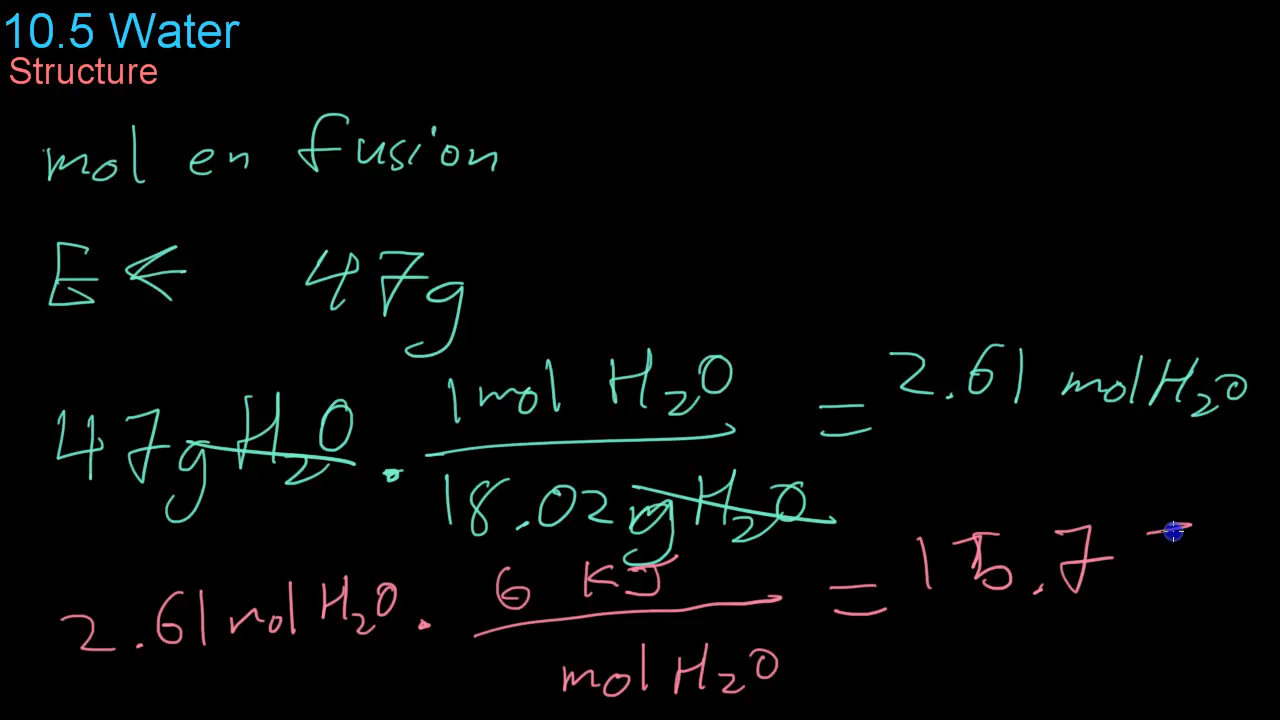 10.5 Water
Structure
mol en fusion
E < 47g
47g H₂O · 1 mol H₂O / 18.02 g H₂O = 2.61 mol H₂O
2.61 mol H₂O · 6 KJ / mol H₂O = 15.7